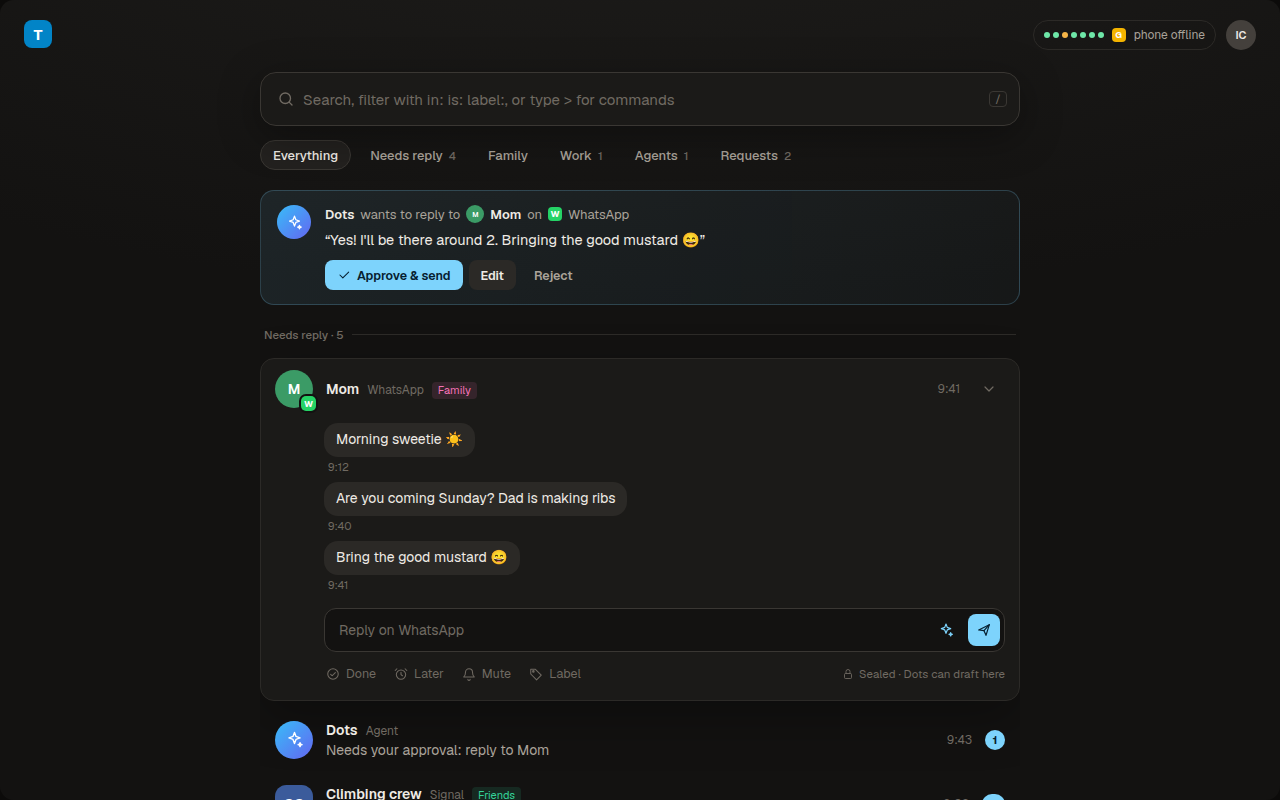 T
G phone offline IC
Search, filter with in: is: label:, or type > for commands /
Everything Needs reply 4 Family Work 1 Agents 1 Requests 2
Dots wants to reply to M Mom on W WhatsApp
“Yes! I'll be there around 2. Bringing the good mustard 😄”
Approve & send Edit Reject
Needs reply · 5
M W Mom WhatsApp Family 9:41
Morning sweetie ☀️
9:12
Are you coming Sunday? Dad is making ribs
9:40
Bring the good mustard 😄
9:41
Reply on WhatsApp
Done Later Mute Label Sealed · Dots can draft here
Dots Agent
Needs your approval: reply to Mom 9:43 1
Climbing crew Signal Friends